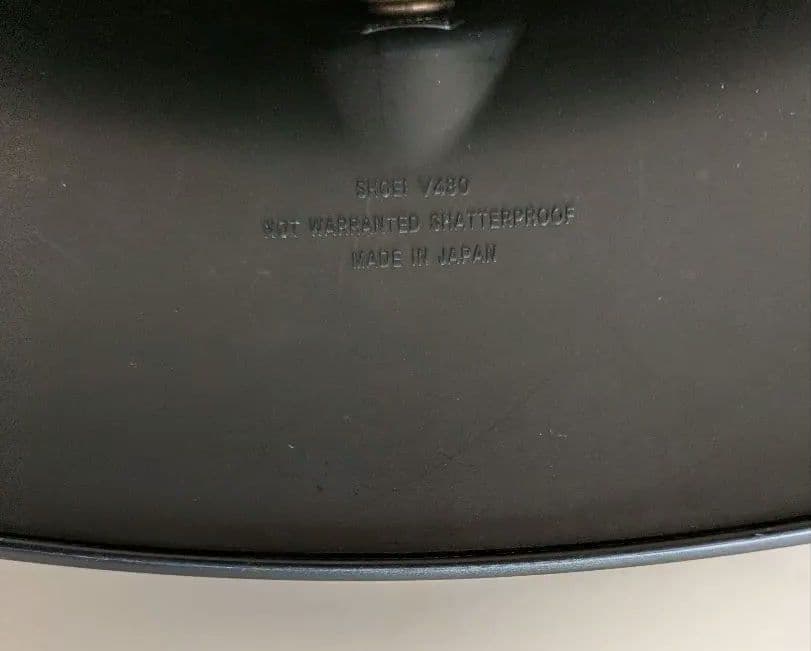 SHOEI V480
NOT WARRANTED SHATTERPROOF
MADE IN JAPAN